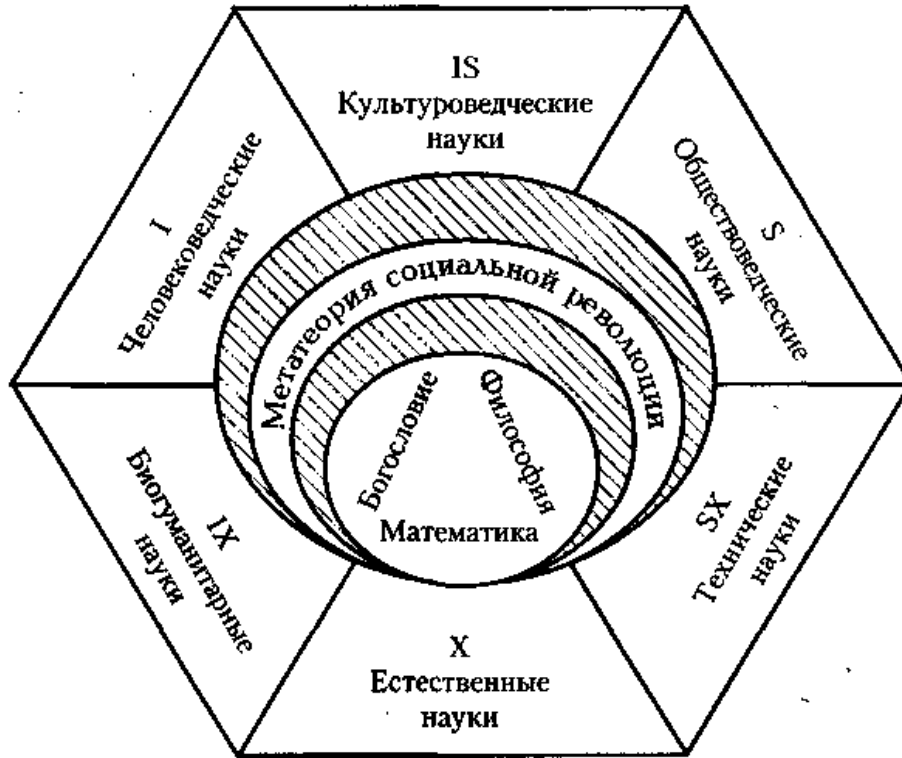 IS
Культуроведческие
науки
I
Человековедческие
науки
S
Обществоведческие
науки
Метатеория социальной революции
Богословие
Философия
Математика
IX
Биогуманитарные
науки
SX
Технические
науки
X
Естественные
науки